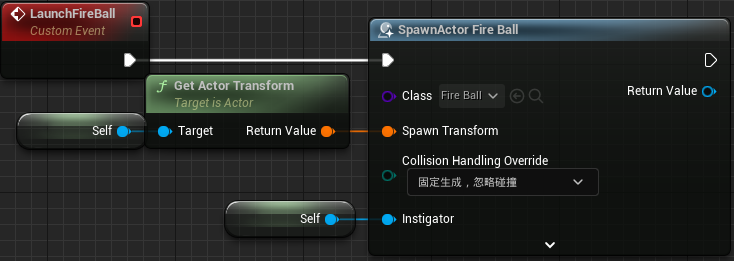 LaunchFireBall
Custom Event
SpawnActor Fire Ball
Get Actor Transform
Target is Actor
Class
Fire Ball
Return Value
Self
Target
Return Value
Spawn Transform
Collision Handling Override
固定生成，忽略碰撞
Self
Instigator